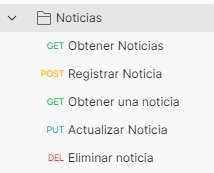 Noticias
GET Obtener Noticias
POST Registrar Noticia
GET Obtener una noticia
PUT Actualizar Noticia
DEL Eliminar noticia